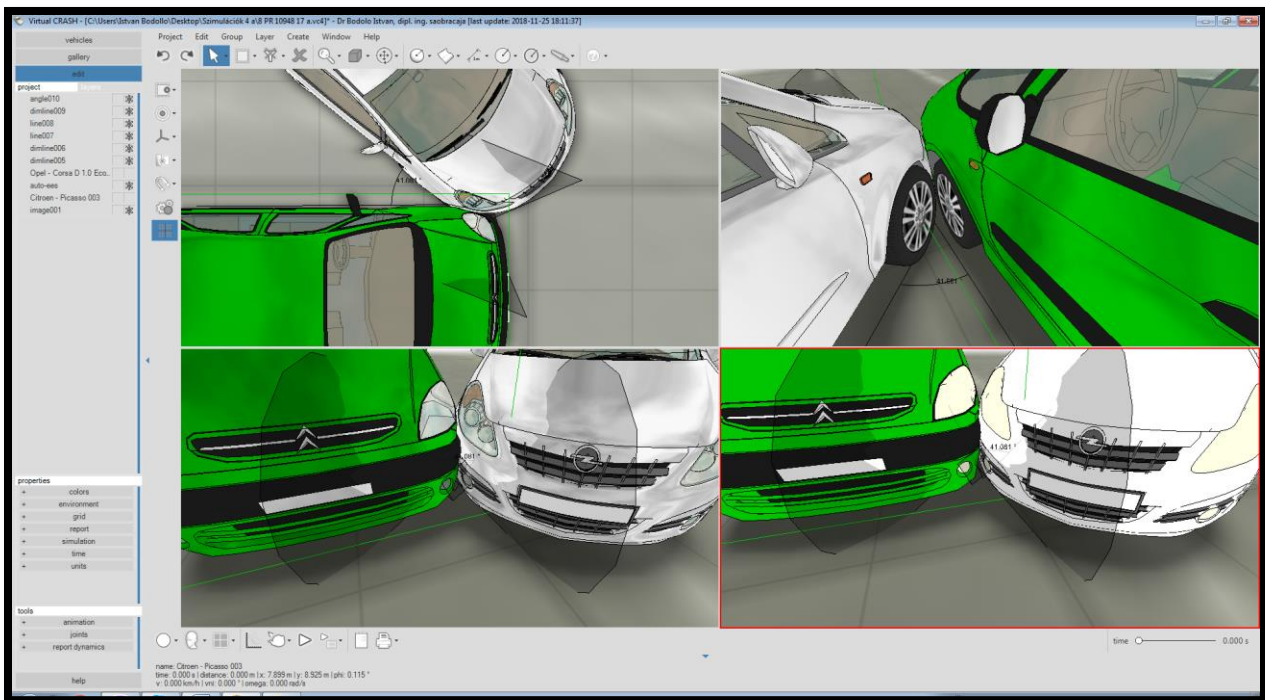 Virtual CRASH - [C:\Users\Istvan Bodollo\Desktop\Szimulációk 4 a\8 PR 10948 17 a.vc4]* - Dr Bodolo Istvan, dipl. ing. saobracaja [last update: 2018-11-25 18:11:37]
vehicles
Project Edit Group Layer Create Window Help
gallery
edit
project layers
angle010
dimline009
line008
line007
dimline006
dimline005
Opel - Corsa D 1.0 Eco..
auto-ees
Citroen - Picasso 003
image001
41.081 °
41.081 °
41.081 °
properties
+ colors
+ environment
+ grid
+ report
+ simulation
+ time
+ units
tools
+ animation
+ joints
+ report dynamics
time 0.000 s
name: Citroen - Picasso 003
time: 0.000 s | distance: 0.000 m | x: 7.899 m | y: 8.925 m | phi: 0.115 °
v: 0.000 km/h | vni: 0.000 ° | omega: 0.000 rad/s
help